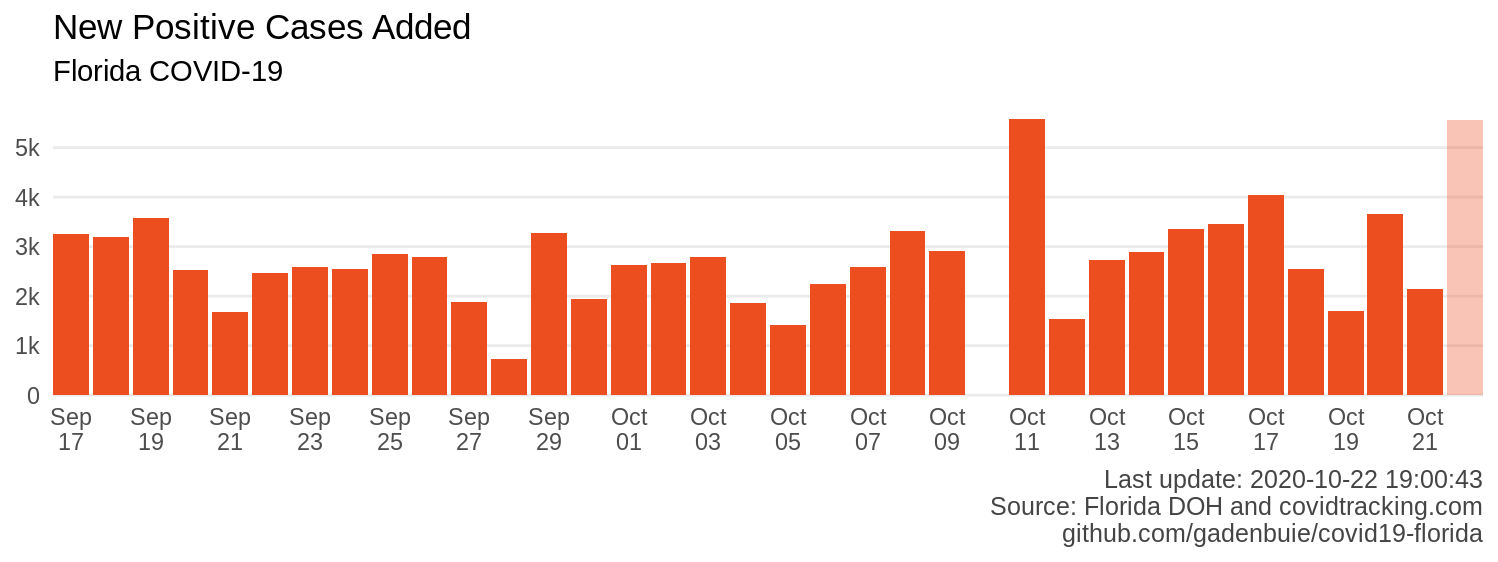 New Positive Cases Added
Florida COVID-19
5k
4k
3k
2k
1k
0
Sep Sep Sep Sep Sep Sep Sep Oct Oct Oct Oct Oct Oct Oct Oct Oct Oct Oct
17 19 21 23 25 27 29 01 03 05 07 09 11 13 15 17 19 21
Last update: 2020-10-22 19:00:43
Source: Florida DOH and covidtracking.com
github.com/gadenbuie/covid19-florida